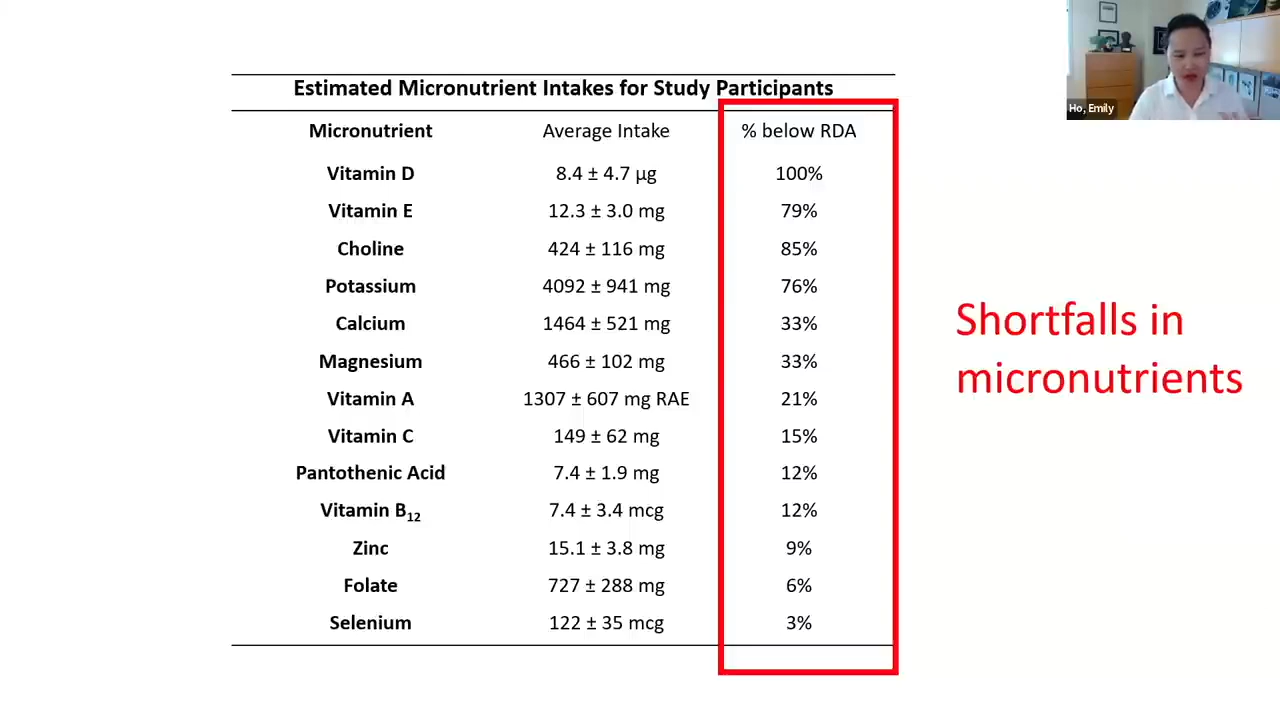 Estimated Micronutrient Intakes for Study Participants
Micronutrient Average Intake % below RDA
Vitamin D 8.4 ± 4.7 µg 100%
Vitamin E 12.3 ± 3.0 mg 79%
Choline 424 ± 116 mg 85%
Potassium 4092 ± 941 mg 76%
Calcium 1464 ± 521 mg 33%
Magnesium 466 ± 102 mg 33%
Vitamin A 1307 ± 607 mg RAE 21%
Vitamin C 149 ± 62 mg 15%
Pantothenic Acid 7.4 ± 1.9 mg 12%
Vitamin B12 7.4 ± 3.4 mcg 12%
Zinc 15.1 ± 3.8 mg 9%
Folate 727 ± 288 mg 6%
Selenium 122 ± 35 mcg 3%
Shortfalls in
micronutrients
Ho, Emily